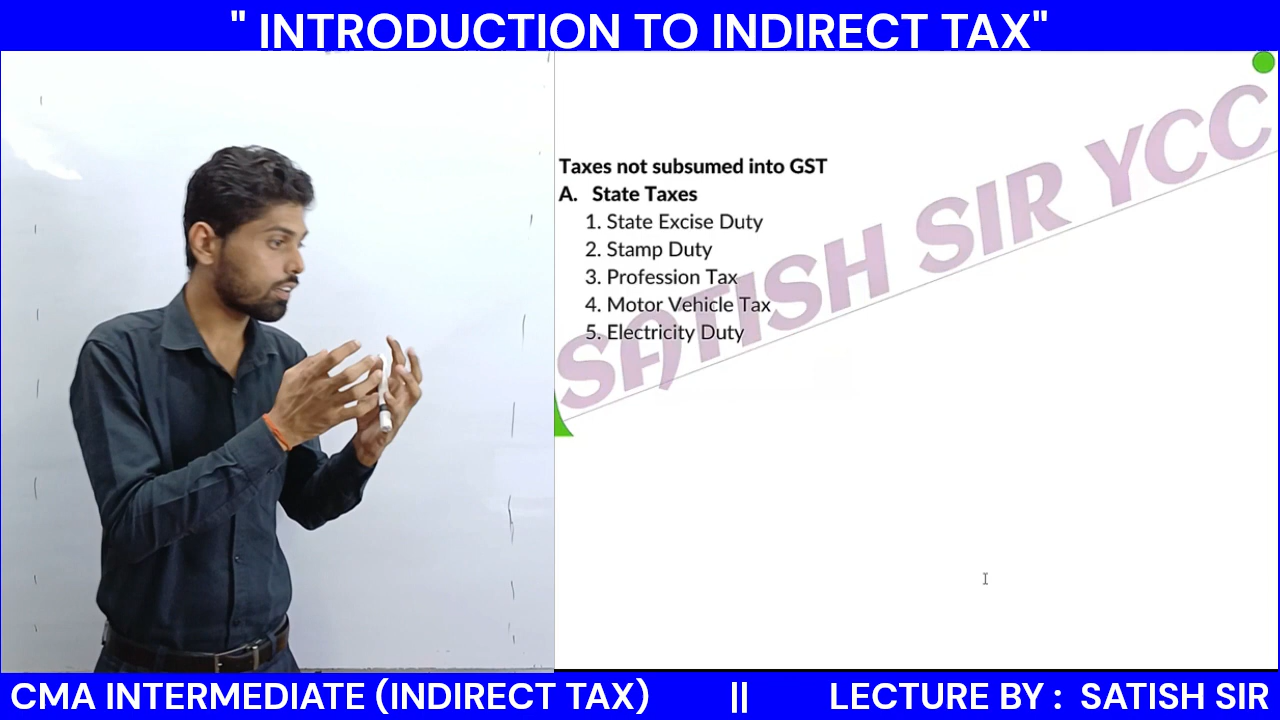 " INTRODUCTION TO INDIRECT TAX"
Taxes not subsumed into GST
A. State Taxes
1. State Excise Duty
2. Stamp Duty
3. Profession Tax
4. Motor Vehicle Tax
5. Electricity Duty
SATISH SIR YCC
CMA INTERMEDIATE (INDIRECT TAX) || LECTURE BY : SATISH SIR